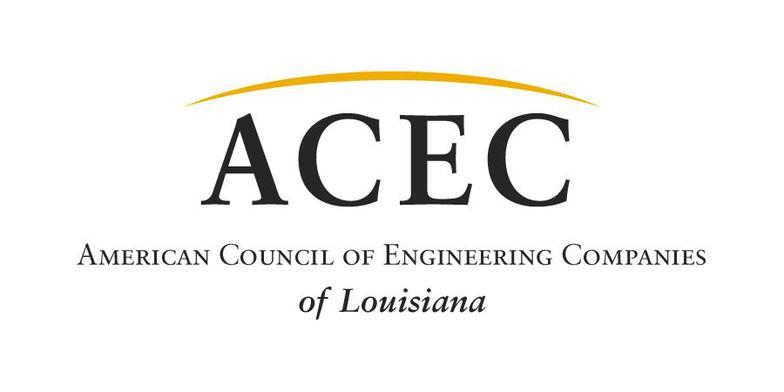 ACEC
American Council of Engineering Companies
of Louisiana